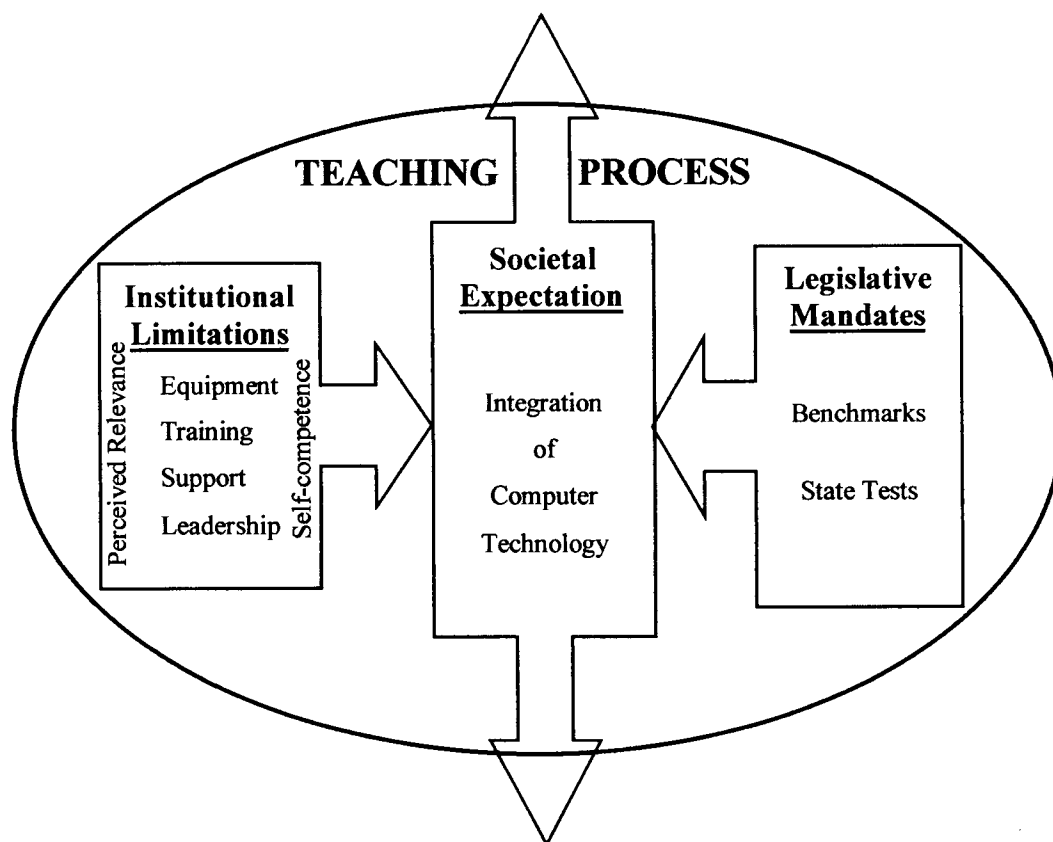 TEACHING PROCESS
Institutional
Limitations
Perceived Relevance
Equipment
Training
Support
Leadership
Self-competence
Societal
Expectation
Integration
of
Computer
Technology
Legislative
Mandates
Benchmarks
State Tests